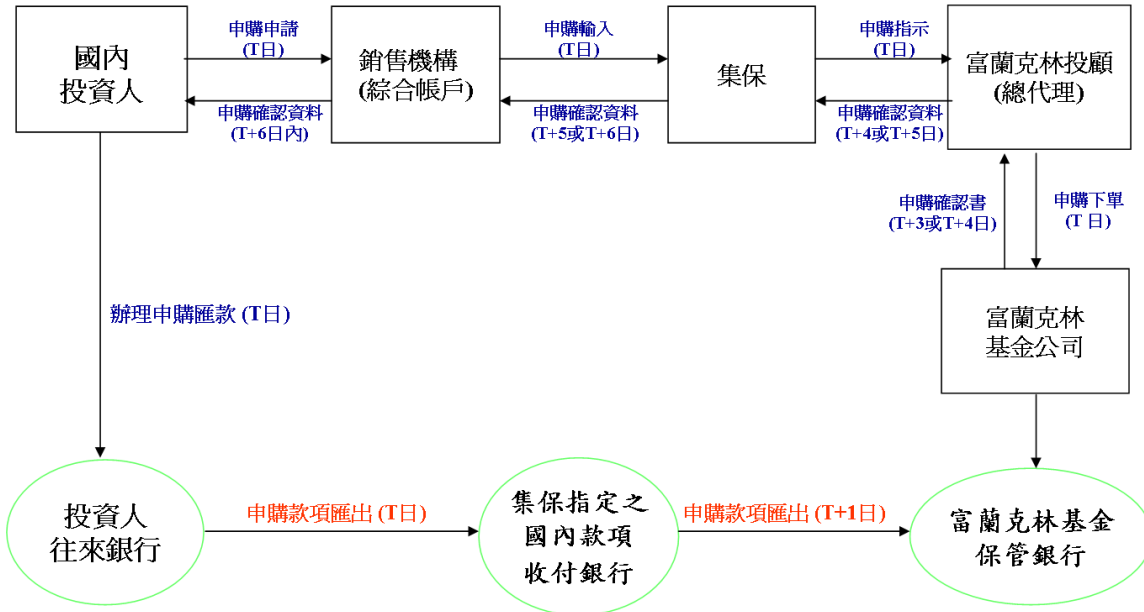 國內
投資人
申購申請
(T日)
申購確認資料
(T+6日內)
銷售機構
(綜合帳戶)
申購輸入
(T日)
申購確認資料
(T+5或T+6日)
集保
申購指示
(T日)
申購確認資料
(T+4或T+5日)
富蘭克林投顧
(總代理)
申購確認書
(T+3或T+4日)
申購下單
(T 日)
辦理申購匯款 (T日)
富蘭克林
基金公司
投資人
往來銀行
申購款項匯出 (T日)
集保指定之
國內款項
收付銀行
申購款項匯出 (T+1日)
富蘭克林基金
保管銀行